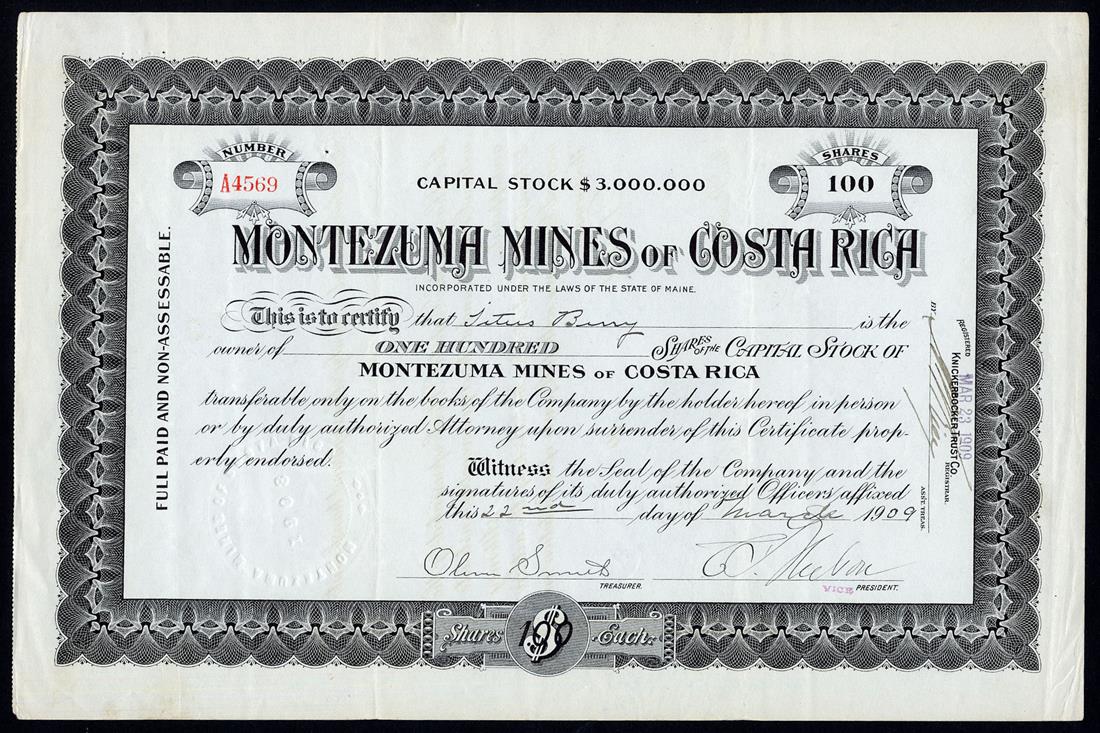 NUMBER
A4569
CAPITAL STOCK $3.000.000
SHARES
100
MONTEZUMA MINES OF COSTA RICA
INCORPORATED UNDER THE LAWS OF THE STATE OF MAINE.
This is to certify that Titus Berry is the
owner of ONE HUNDRED SHARES OF THE CAPITAL STOCK OF
MONTEZUMA MINES OF COSTA RICA
transferable only on the books of the Company by the holder hereof in person
or by duly authorized Attorney upon surrender of this Certificate prop-
erly endorsed.
Witness the Seal of the Company and the
signatures of its duly authorized Officers affixed
this 22nd day of March 1909
TREASURER.
VICE PRESIDENT.
Shares Each.
FULL PAID AND NON-ASSESSABLE.
REGISTERED
MAR 23 1909
KNICKERBOCKER TRUST CO.
REGISTRAR.
BY
ASST. TREAS.